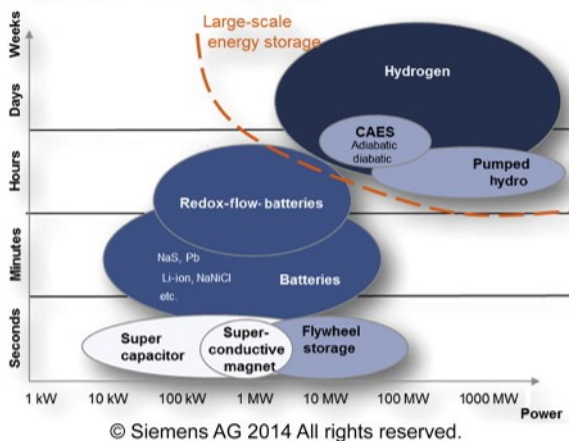 Weeks
Days
Hours
Minutes
Seconds
Large-scale
energy storage
Hydrogen
CAES
Adiabatic
diabatic
Pumped
hydro
Redox-flow-batteries
NaS, Pb
Li-ion, NaNiCl
etc.
Batteries
Super
capacitor
Super-
conductive
magnet
Flywheel
storage
1 kW 10 kW 100 kW 1 MW 10 MW 100 MW 1000 MW
Power
© Siemens AG 2014 All rights reserved.